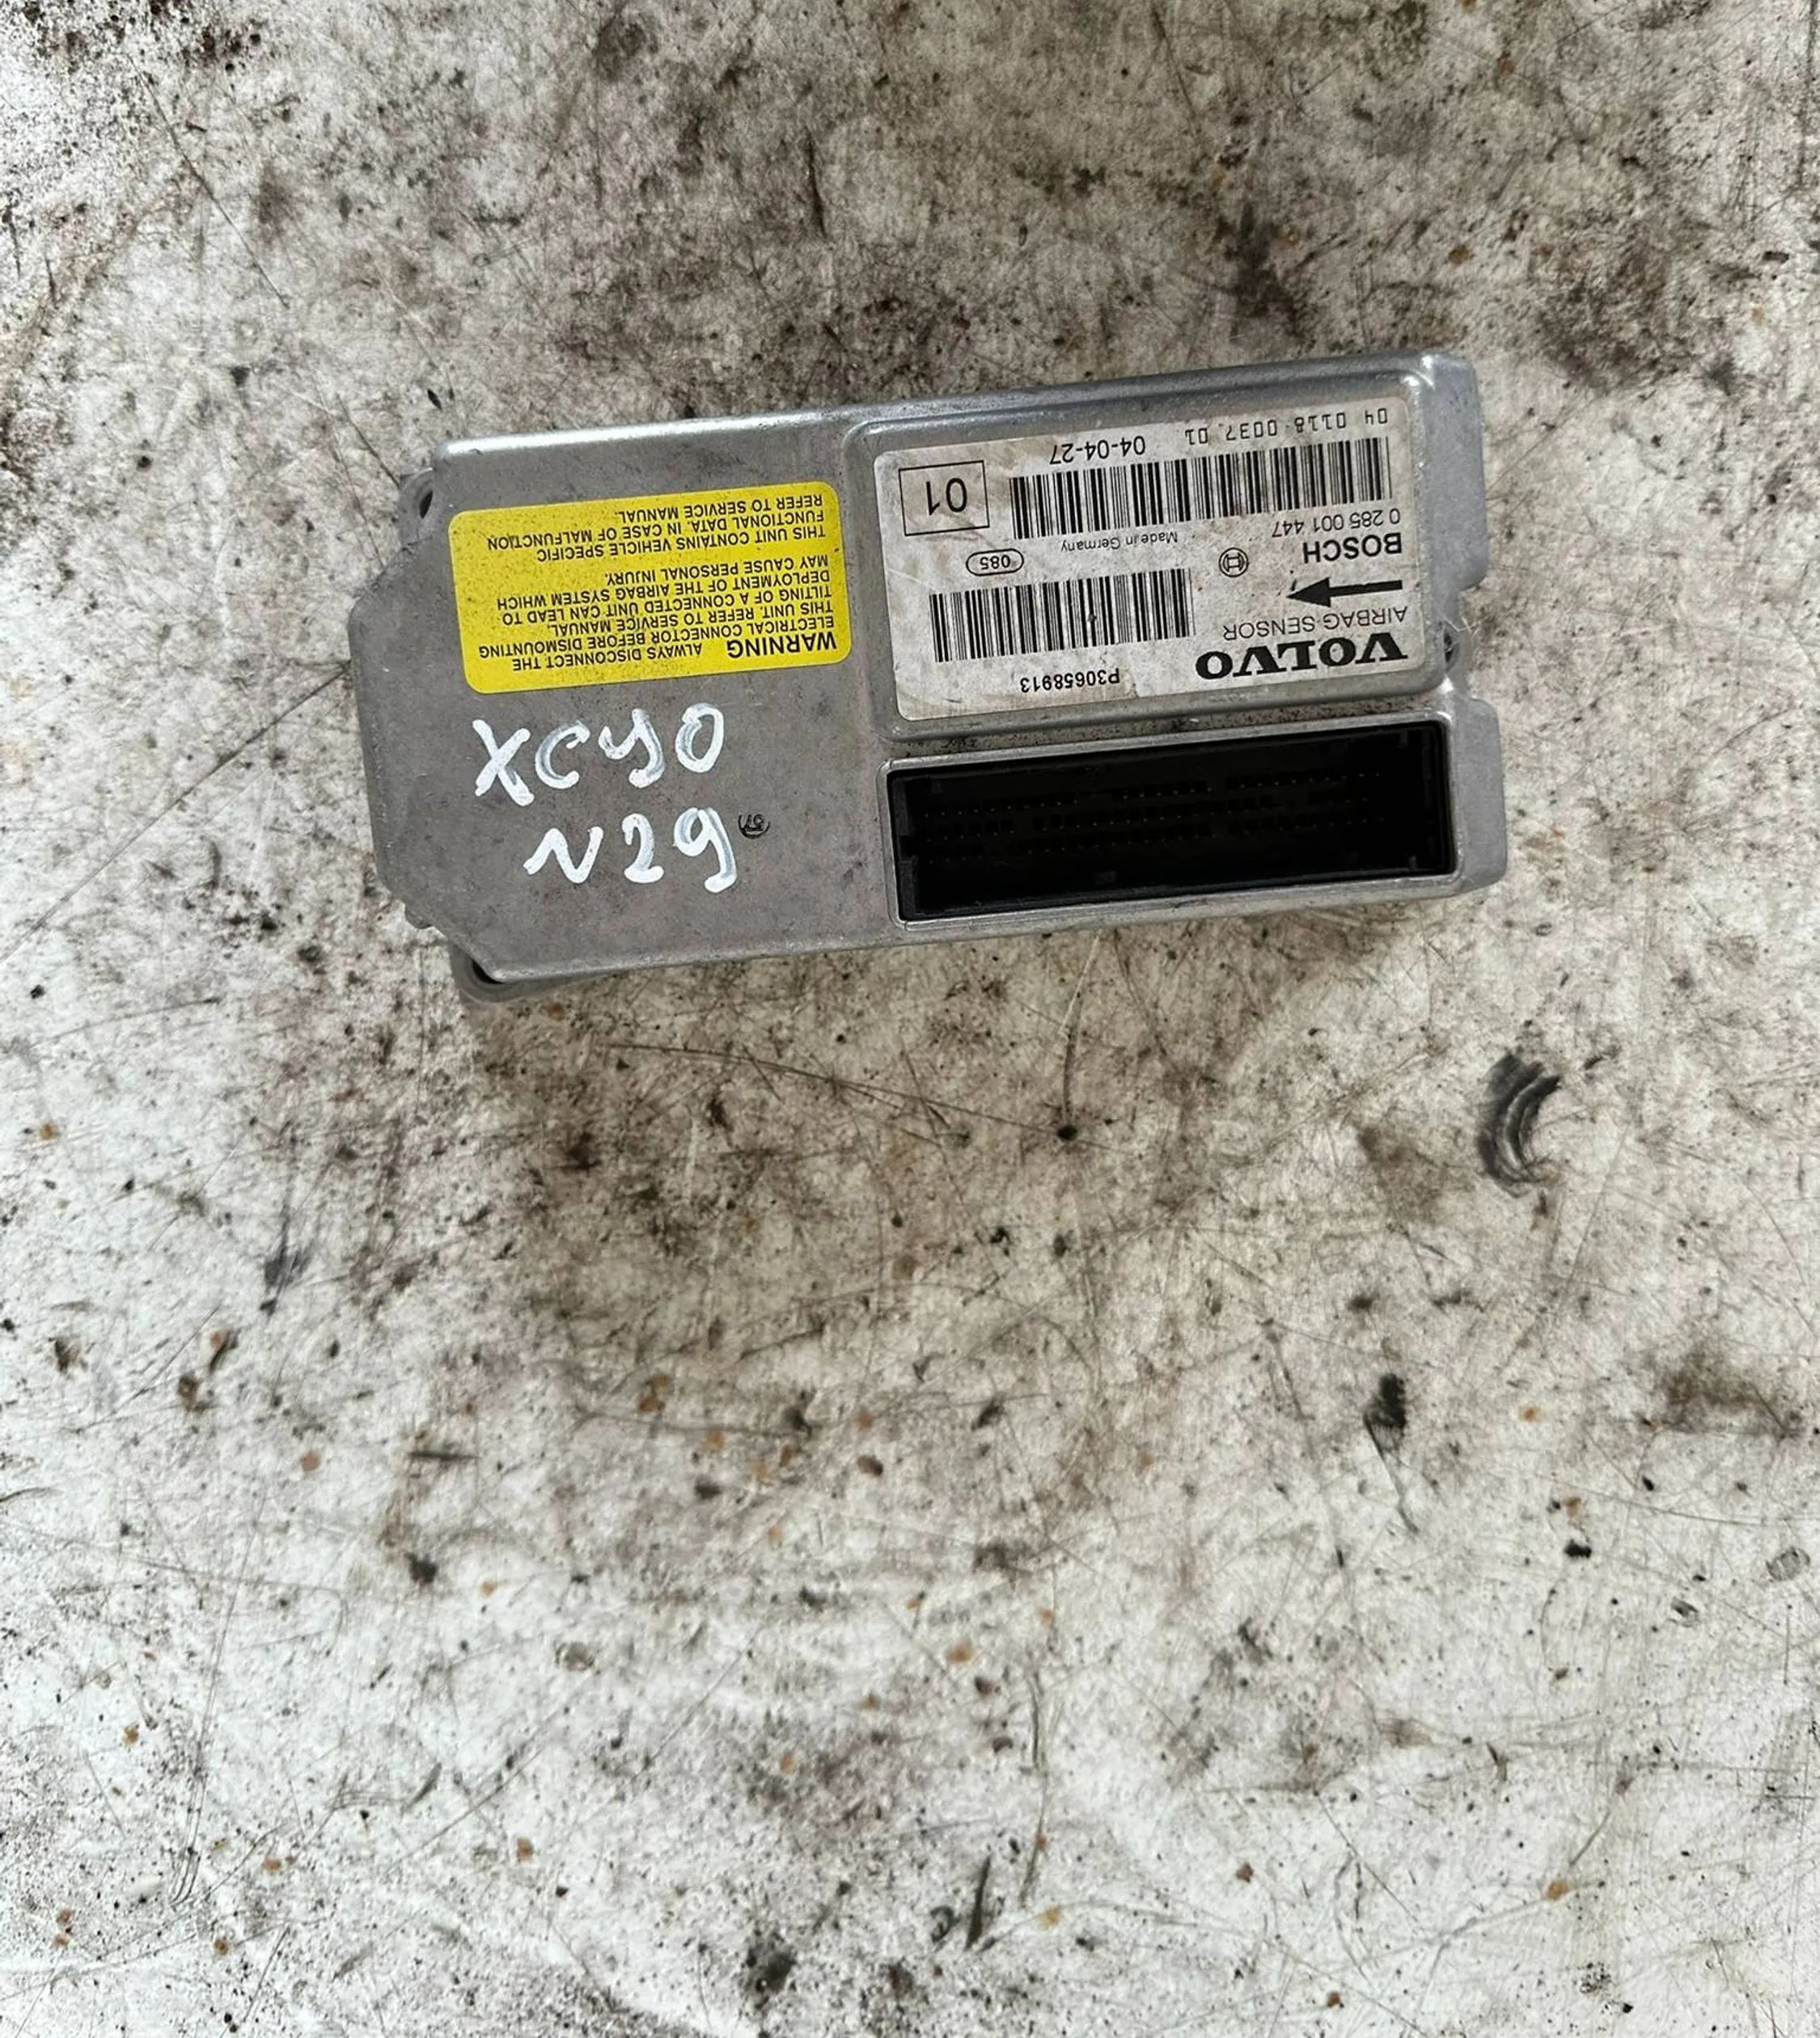 VOLVO
P30658913
AIRBAG SENSOR
BOSCH
085
0 285 001 447
Made in Germany
01
04-04-27
04 0118 0037 01
WARNING ALWAYS DISCONNECT THE
ELECTRICAL CONNECTOR BEFORE DISMOUNTING
THIS UNIT. REFER TO SERVICE MANUAL.
TILTING OF A CONNECTED UNIT CAN LEAD TO
DEPLOYMENT OF THE AIRBAG SYSTEM WHICH
MAY CAUSE PERSONAL INJURY.
THIS UNIT CONTAINS VEHICLE SPECIFIC
FUNCTIONAL DATA. IN CASE OF MALFUNCTION
REFER TO SERVICE MANUAL.
XC90
N29